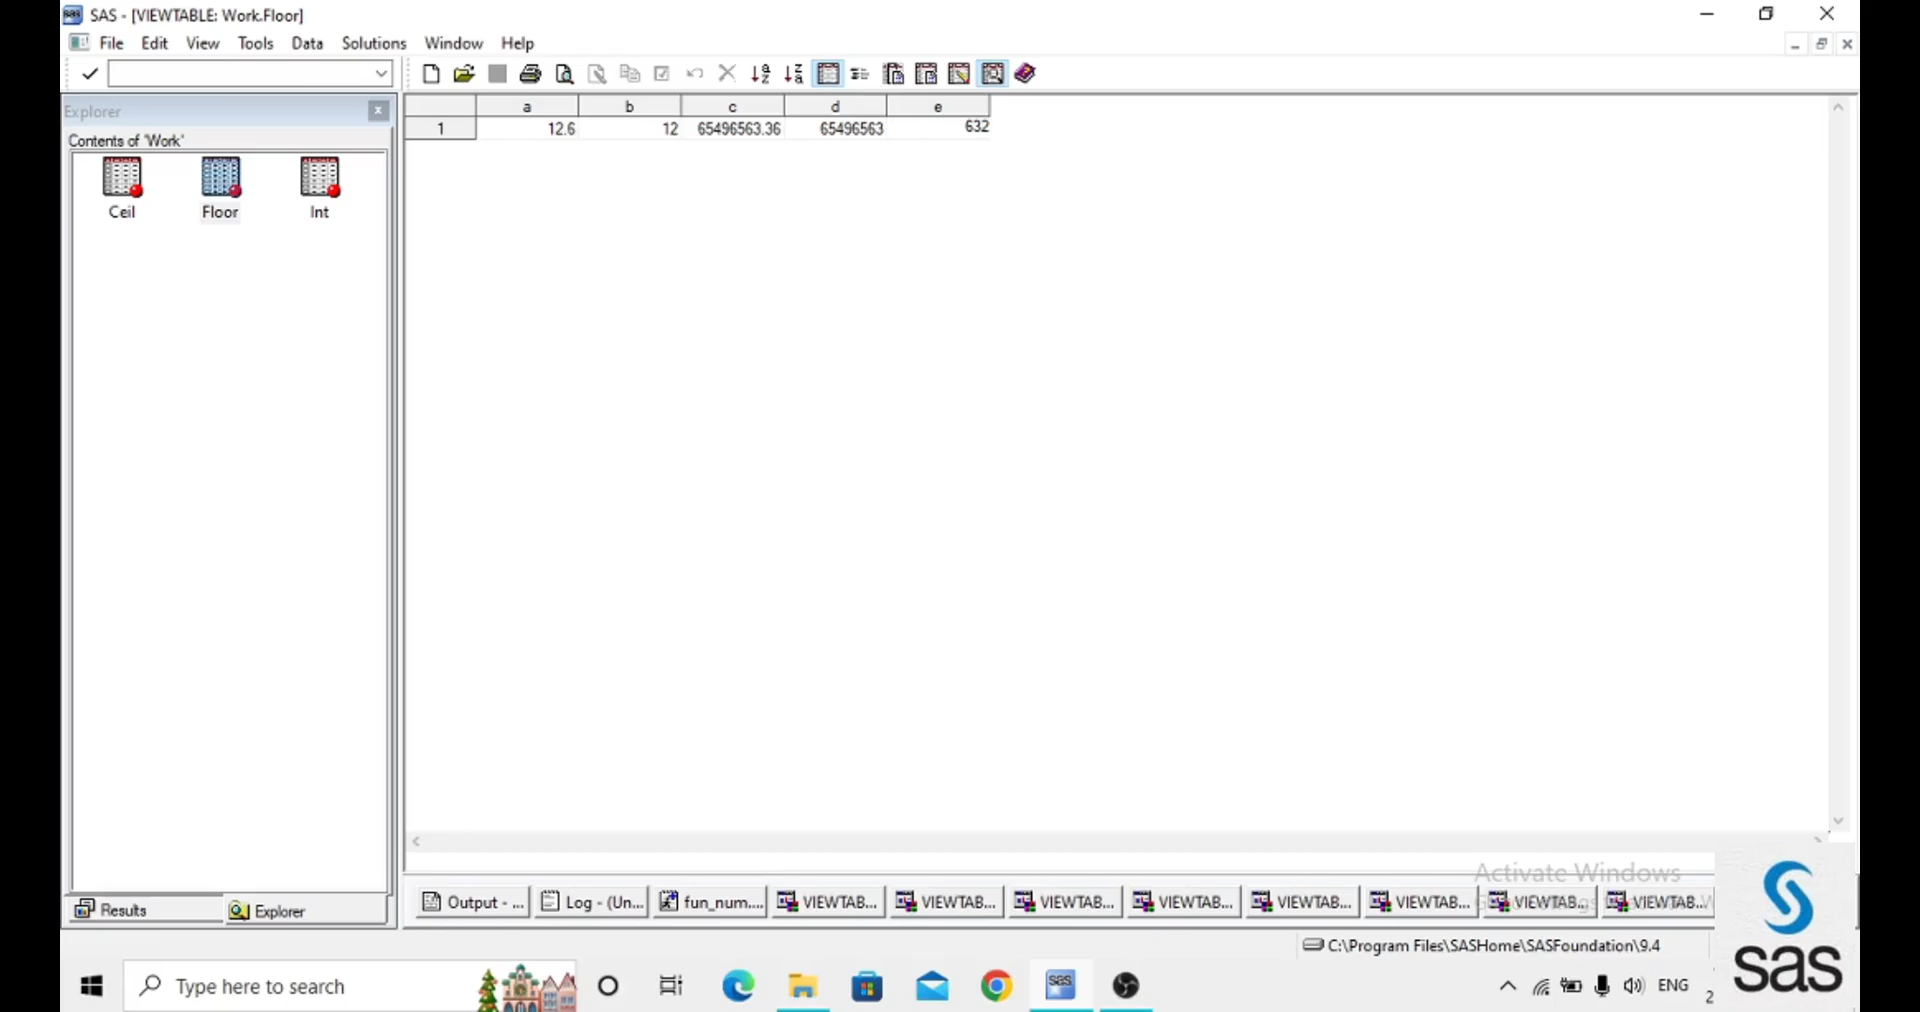 SAS - [VIEWTABLE: Work.Floor]
File Edit View Tools Data Solutions Window Help
Explorer
Contents of 'Work'
Ceil Floor Int
a b c d e
1 12.6 12 65496563.36 65496563 632
Activate Windows
Results Explorer
Output - ... Log - (Un... fun_num.... VIEWTAB... VIEWTAB... VIEWTAB... VIEWTAB... VIEWTAB... VIEWTAB... VIEWTAB... VIEWTAB...
C:\Program Files\SASHome\SASFoundation\9.4
Type here to search
sas
ENG
2
sas